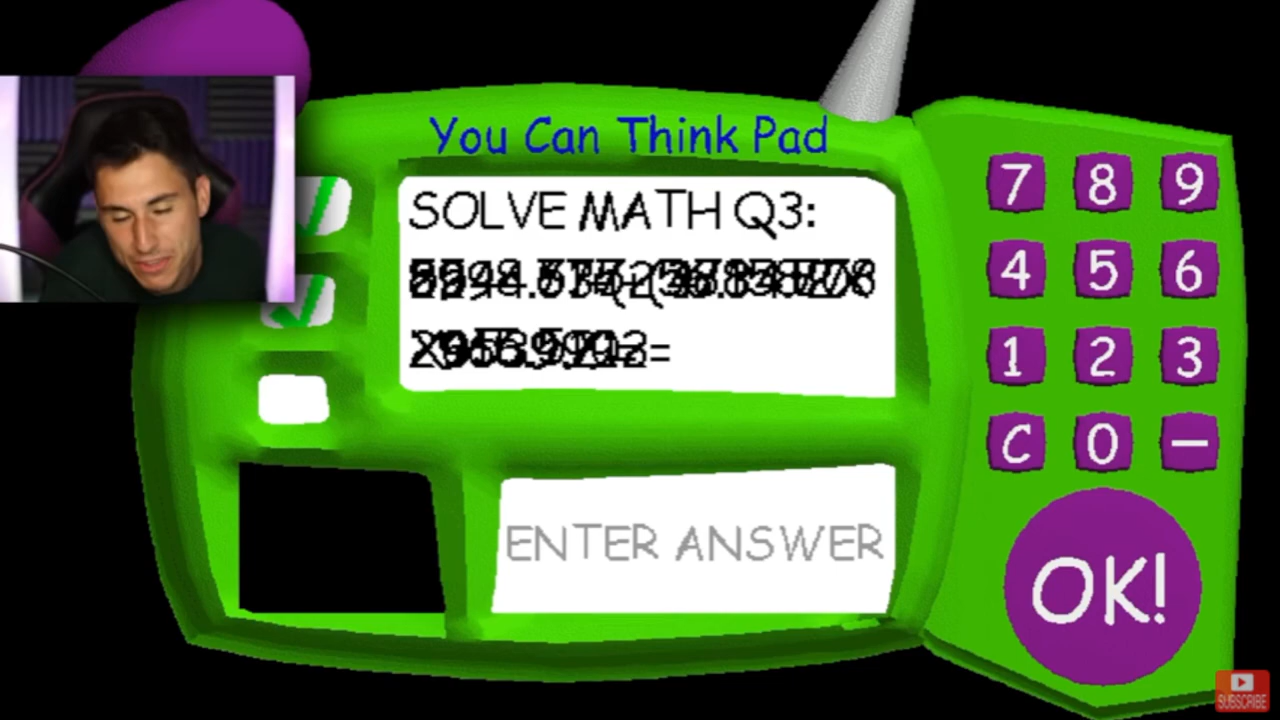 You Can Think Pad
SOLVE MATH Q3:
ENTER ANSWER
7 8 9
4 5 6
1 2 3
C 0 −
OK!
SUBSCRIBE